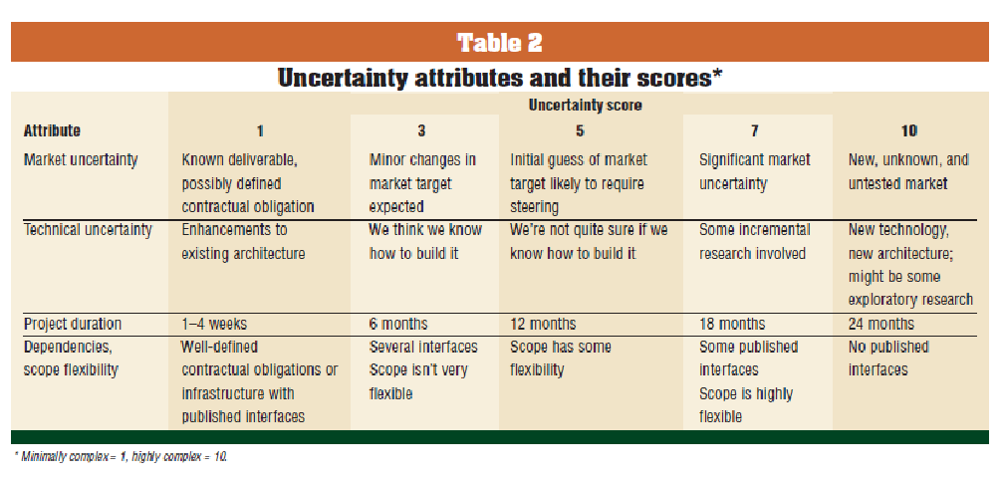 Table 2
Uncertainty attributes and their scores*
Uncertainty score
Attribute 1 3 5 7 10
Market uncertainty Known deliverable, Minor changes in Initial guess of market Significant market New, unknown, and
possibly defined market target target likely to require uncertainty untested market
contractual obligation expected steering
Technical uncertainty Enhancements to We think we know We’re not quite sure if we Some incremental New technology,
existing architecture how to build it know how to build it research involved new architecture;
might be some
exploratory research
Project duration 1–4 weeks 6 months 12 months 18 months 24 months
Dependencies, Well-defined Several interfaces Scope has some Some published No published
scope flexibility contractual obligations or Scope isn’t very flexibility interfaces interfaces
infrastructure with flexible Scope is highly
published interfaces flexible
* Minimally complex = 1, highly complex = 10.